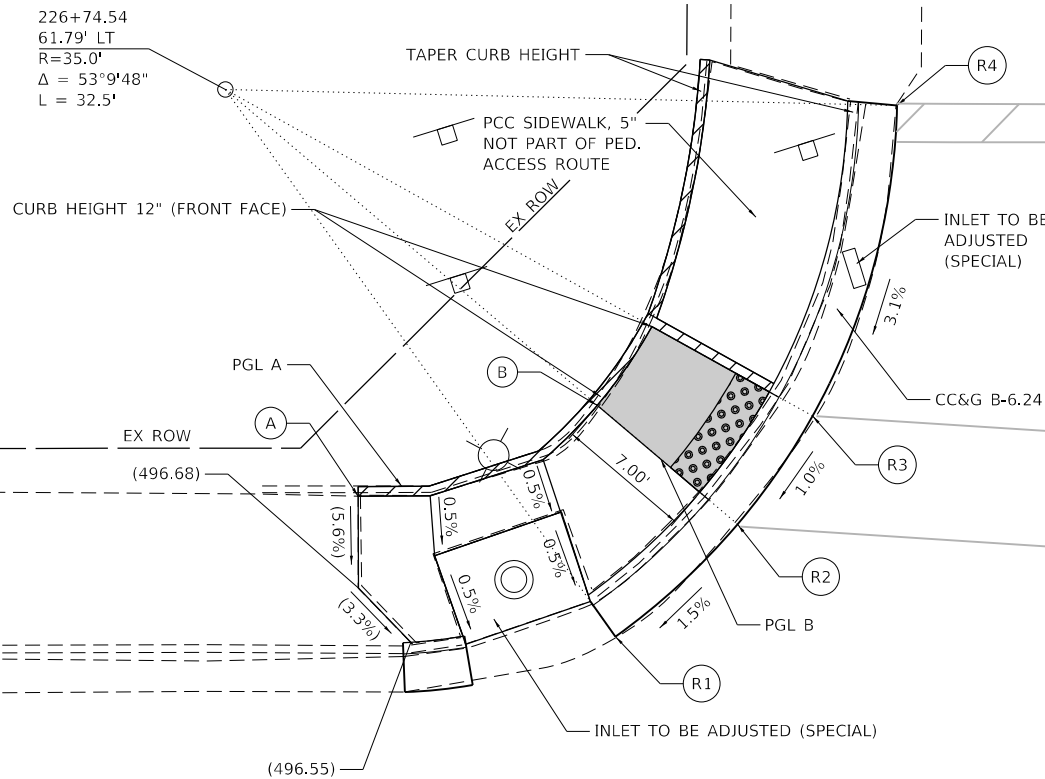 226+74.54
61.79' LT
R=35.0'
Δ = 53°9'48"
L = 32.5'
TAPER CURB HEIGHT
R4
PCC SIDEWALK, 5"
NOT PART OF PED.
ACCESS ROUTE
CURB HEIGHT 12" (FRONT FACE)
EX ROW
INLET TO BE
ADJUSTED
(SPECIAL)
3.1%
PGL A
B
CC&G B-6.24
A
EX ROW
(496.68)
7.00'
R3
1.0%
0.5%
0.5%
(5.6%)
0.5%
0.5%
R2
(3.3%)
1.5%
PGL B
R1
INLET TO BE ADJUSTED (SPECIAL)
(496.55)